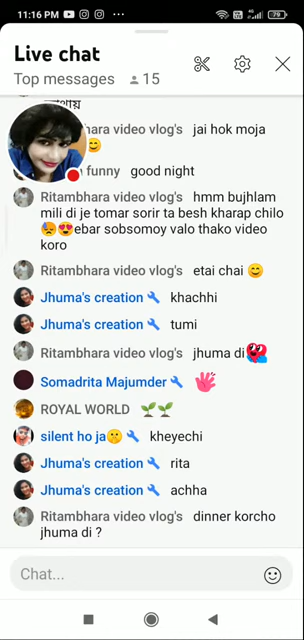 11:16 PM
79
Live chat
Top messages 15
hara video vlog's jai hok moja
😊
funny good night
Ritambhara video vlog's hmm bujhlam
mili di je tomar sorir ta besh kharap chilo
😓😍ebar sobsomoy valo thako video
koro
Ritambhara video vlog's etai chai 😊
Jhuma's creation khachhi
Jhuma's creation tumi
Ritambhara video vlog's jhuma di
Somadrita Majumder
ROYAL WORLD 🌱🌱
silent ho ja🤫 kheyechi
Jhuma's creation rita
Jhuma's creation achha
Ritambhara video vlog's dinner korcho
jhuma di ?
Chat...